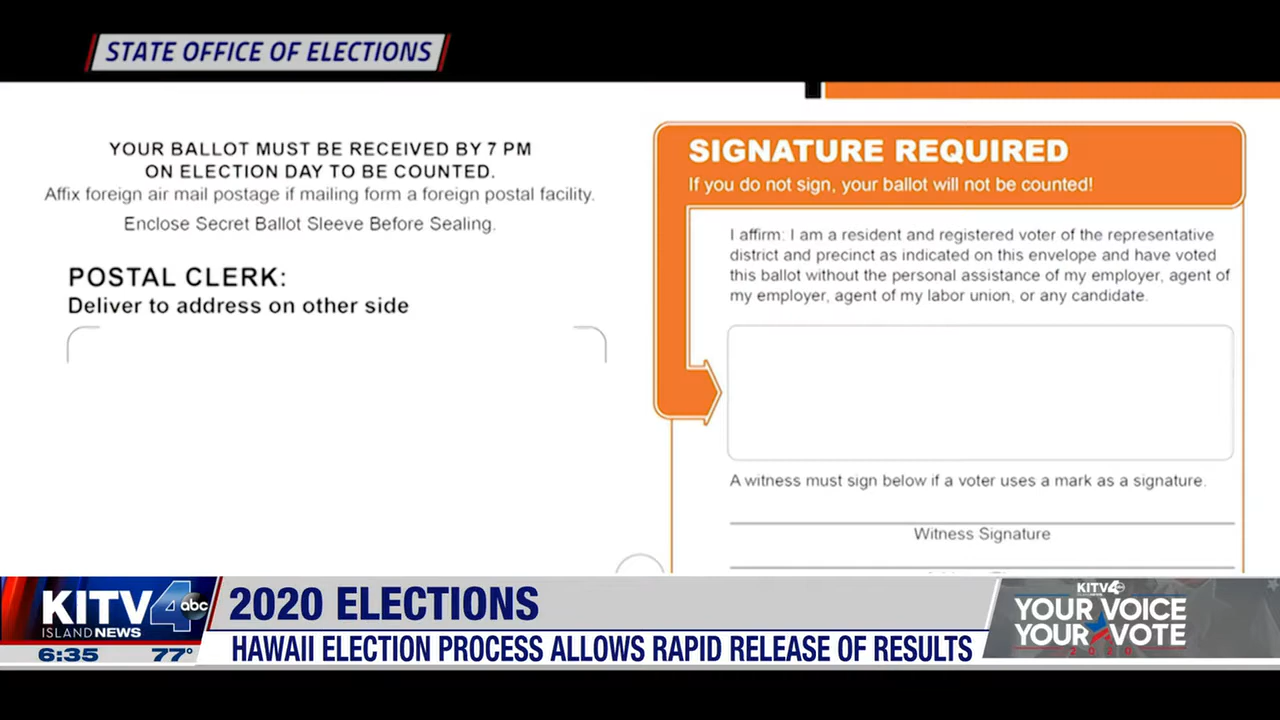 STATE OFFICE OF ELECTIONS
YOUR BALLOT MUST BE RECEIVED BY 7 PM
ON ELECTION DAY TO BE COUNTED.
Affix foreign air mail postage if mailing form a foreign postal facility.
Enclose Secret Ballot Sleeve Before Sealing.
POSTAL CLERK:
Deliver to address on other side
SIGNATURE REQUIRED
If you do not sign, your ballot will not be counted!
I affirm: I am a resident and registered voter of the representative
district and precinct as indicated on this envelope and have voted
this ballot without the personal assistance of my employer, agent of
my employer, agent of my labor union, or any candidate.
A witness must sign below if a voter uses a mark as a signature.
Witness Signature
KITV 4 abc
ISLAND NEWS
6:35 77°
2020 ELECTIONS
HAWAII ELECTION PROCESS ALLOWS RAPID RELEASE OF RESULTS
KITV4
YOUR VOICE
YOUR VOTE
2020